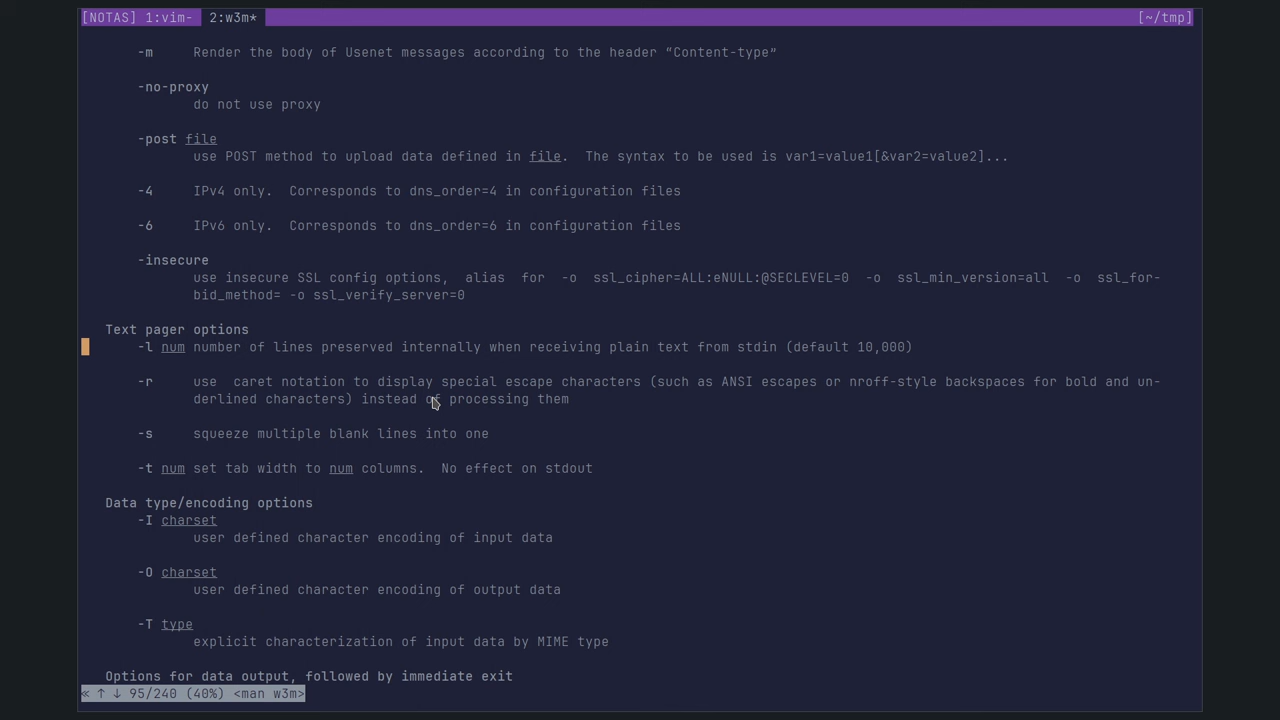 [NOTAS] 1:vim- 2:w3m* [~/tmp]
-m Render the body of Usenet messages according to the header “Content-type”
-no-proxy
do not use proxy
-post file
use POST method to upload data defined in file. The syntax to be used is var1=value1[&var2=value2]...
-4 IPv4 only. Corresponds to dns_order=4 in configuration files
-6 IPv6 only. Corresponds to dns_order=6 in configuration files
-insecure
use insecure SSL config options, alias for -o ssl_cipher=ALL:eNULL:@SECLEVEL=0 -o ssl_min_version=all -o ssl_for-
bid_method= -o ssl_verify_server=0
Text pager options
-l num number of lines preserved internally when receiving plain text from stdin (default 10,000)
-r use caret notation to display special escape characters (such as ANSI escapes or nroff-style backspaces for bold and un-
derlined characters) instead of processing them
-s squeeze multiple blank lines into one
-t num set tab width to num columns. No effect on stdout
Data type/encoding options
-I charset
user defined character encoding of input data
-O charset
user defined character encoding of output data
-T type
explicit characterization of input data by MIME type
Options for data output, followed by immediate exit
« ↑ ↓ 95/240 (40%) <man w3m>